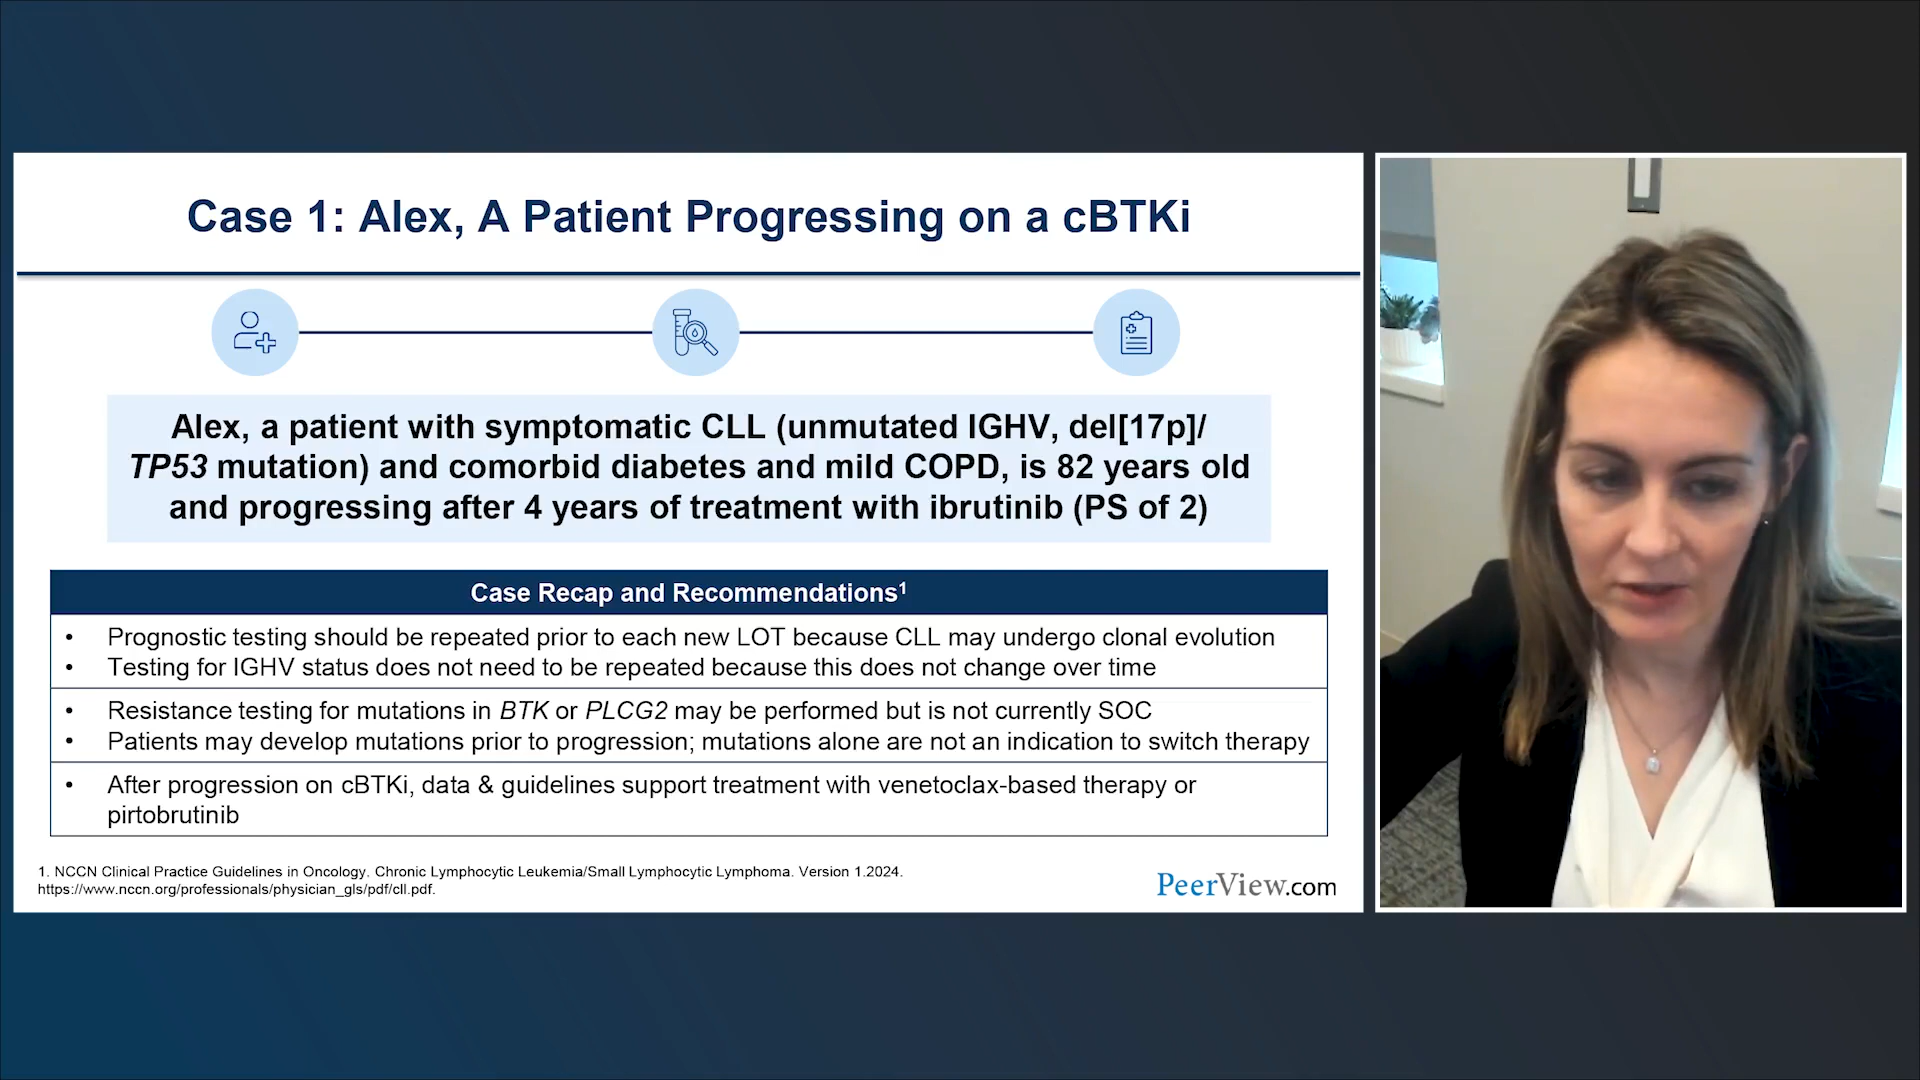 Case 1: Alex, A Patient Progressing on a cBTKi
Alex, a patient with symptomatic CLL (unmutated IGHV, del[17p]/
TP53 mutation) and comorbid diabetes and mild COPD, is 82 years old
and progressing after 4 years of treatment with ibrutinib (PS of 2)
Case Recap and Recommendations¹
• Prognostic testing should be repeated prior to each new LOT because CLL may undergo clonal evolution
• Testing for IGHV status does not need to be repeated because this does not change over time
• Resistance testing for mutations in BTK or PLCG2 may be performed but is not currently SOC
• Patients may develop mutations prior to progression; mutations alone are not an indication to switch therapy
• After progression on cBTKi, data & guidelines support treatment with venetoclax-based therapy or
pirtobrutinib
1. NCCN Clinical Practice Guidelines in Oncology. Chronic Lymphocytic Leukemia/Small Lymphocytic Lymphoma. Version 1.2024.
https://www.nccn.org/professionals/physician_gls/pdf/cll.pdf.
PeerView.com